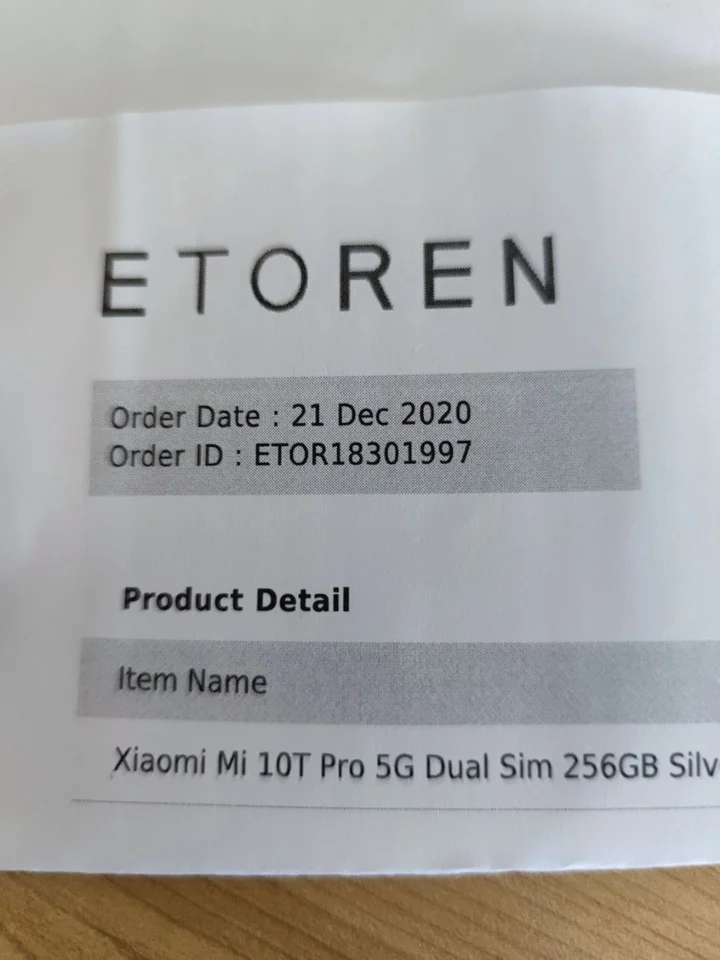 ETOREN
Order Date : 21 Dec 2020
Order ID : ETOR18301997
Product Detail
Item Name
Xiaomi Mi 10T Pro 5G Dual Sim 256GB Silv